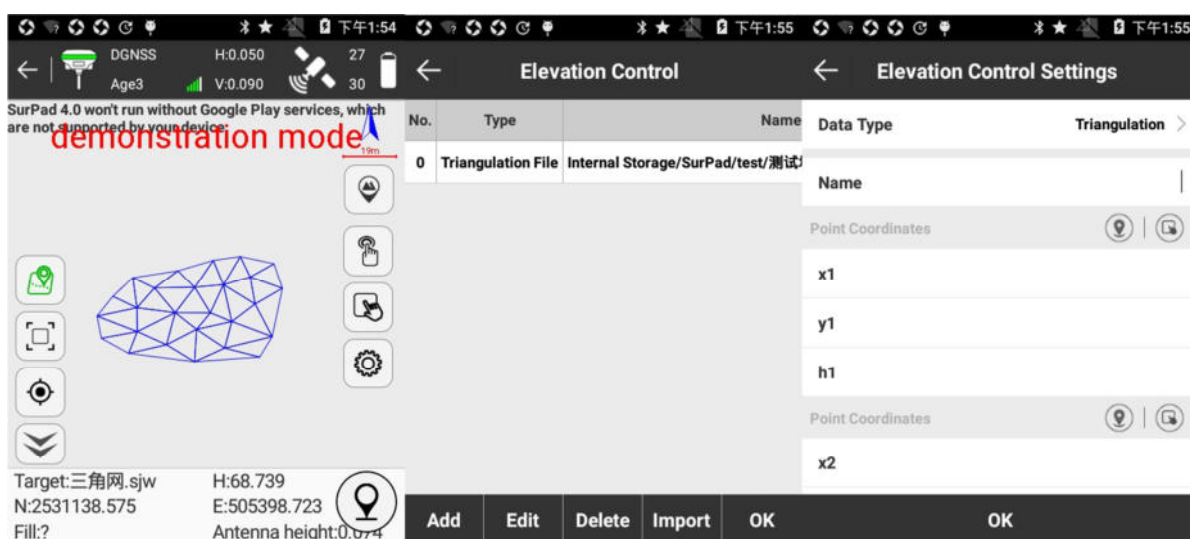 下午1:54
DGNSS H:0.050 27
Age3 V:0.090 30
SurPad 4.0 won't run without Google Play services, which
are not supported by your device.
demonstration mode
19m
Target:三角网.sjw H:68.739
N:2531138.575 E:505398.723
Fill:? Antenna height:0.074
下午1:55
Elevation Control
No. Type Name
0 Triangulation File Internal Storage/SurPad/test/测试
Add Edit Delete Import OK
下午1:55
Elevation Control Settings
Data Type Triangulation
Name
Point Coordinates
x1
y1
h1
Point Coordinates
x2
OK